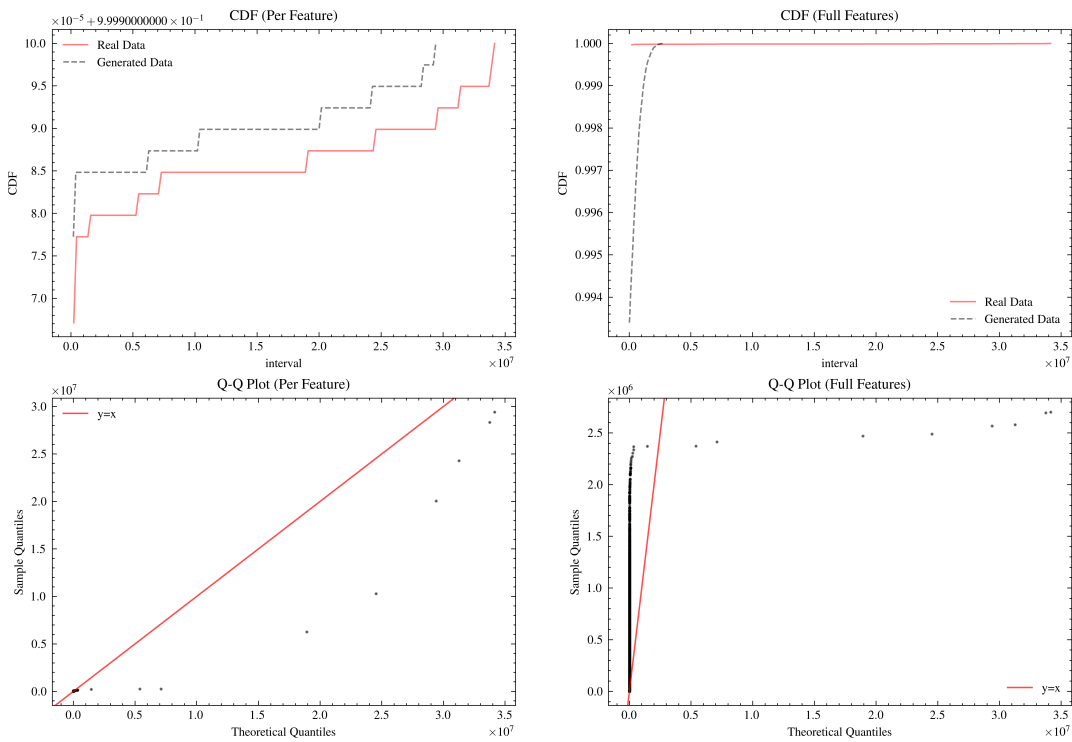 CDF (Per Feature)
×10⁻⁵ + 9.9990000000 × 10⁻¹
10.0
9.5
9.0
8.5
8.0
7.5
7.0
CDF
Real Data
Generated Data
0.0 0.5 1.0 1.5 2.0 2.5 3.0 3.5
interval
×10⁷
CDF (Full Features)
1.000
0.999
0.998
0.997
0.996
0.995
0.994
CDF
Real Data
Generated Data
0.0 0.5 1.0 1.5 2.0 2.5 3.0 3.5
interval
×10⁷
Q-Q Plot (Per Feature)
×10⁷
3.0
2.5
2.0
1.5
1.0
0.5
0.0
Sample Quantiles
y=x
0.0 0.5 1.0 1.5 2.0 2.5 3.0 3.5
Theoretical Quantiles
×10⁷
Q-Q Plot (Full Features)
×10⁶
2.5
2.0
1.5
1.0
0.5
0.0
Sample Quantiles
y=x
0.0 0.5 1.0 1.5 2.0 2.5 3.0 3.5
Theoretical Quantiles
×10⁷